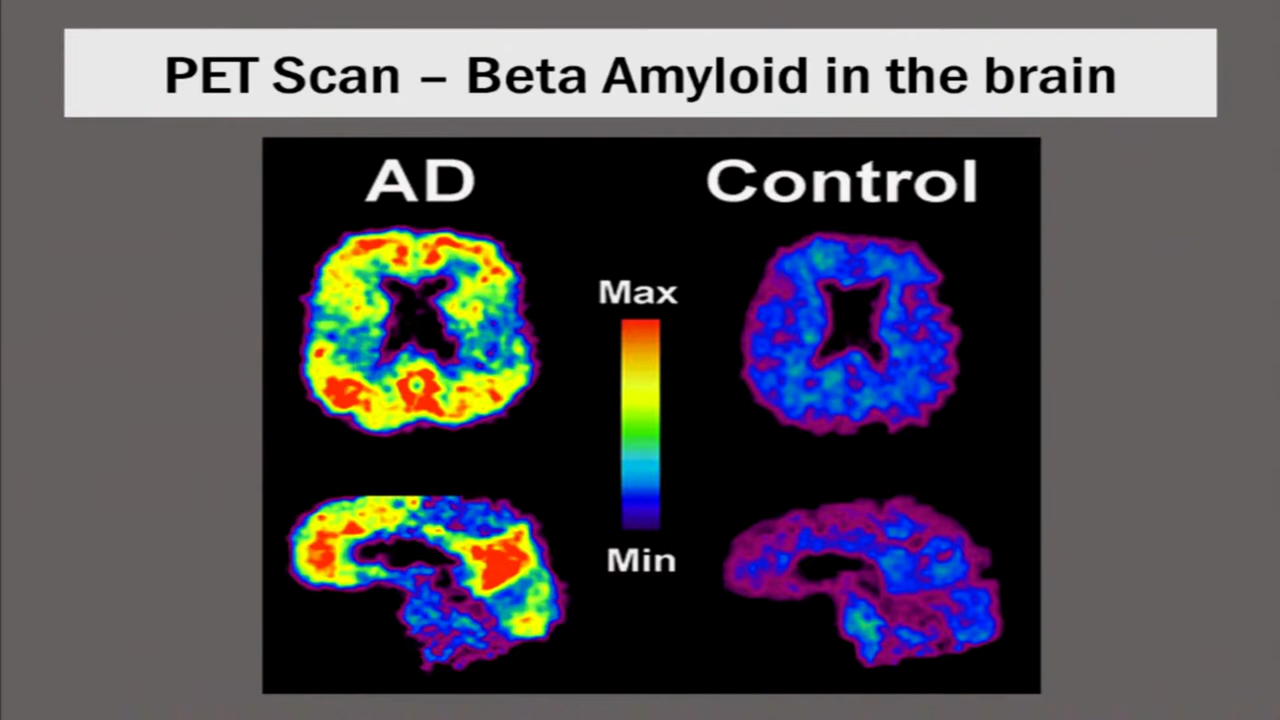 PET Scan – Beta Amyloid in the brain
AD
Control
Max
Min